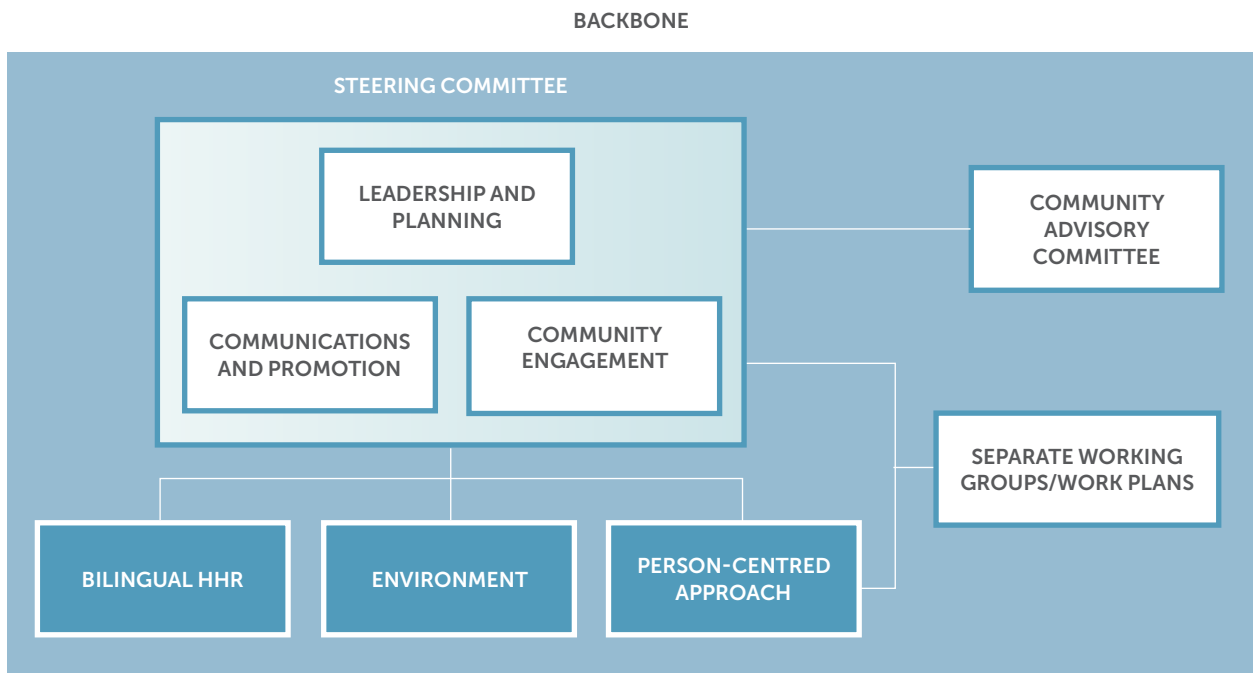 BACKBONE
STEERING COMMITTEE
LEADERSHIP AND
PLANNING
COMMUNICATIONS
AND PROMOTION
COMMUNITY
ENGAGEMENT
COMMUNITY
ADVISORY
COMMITTEE
SEPARATE WORKING
GROUPS/WORK PLANS
BILINGUAL HHR
ENVIRONMENT
PERSON-CENTRED
APPROACH